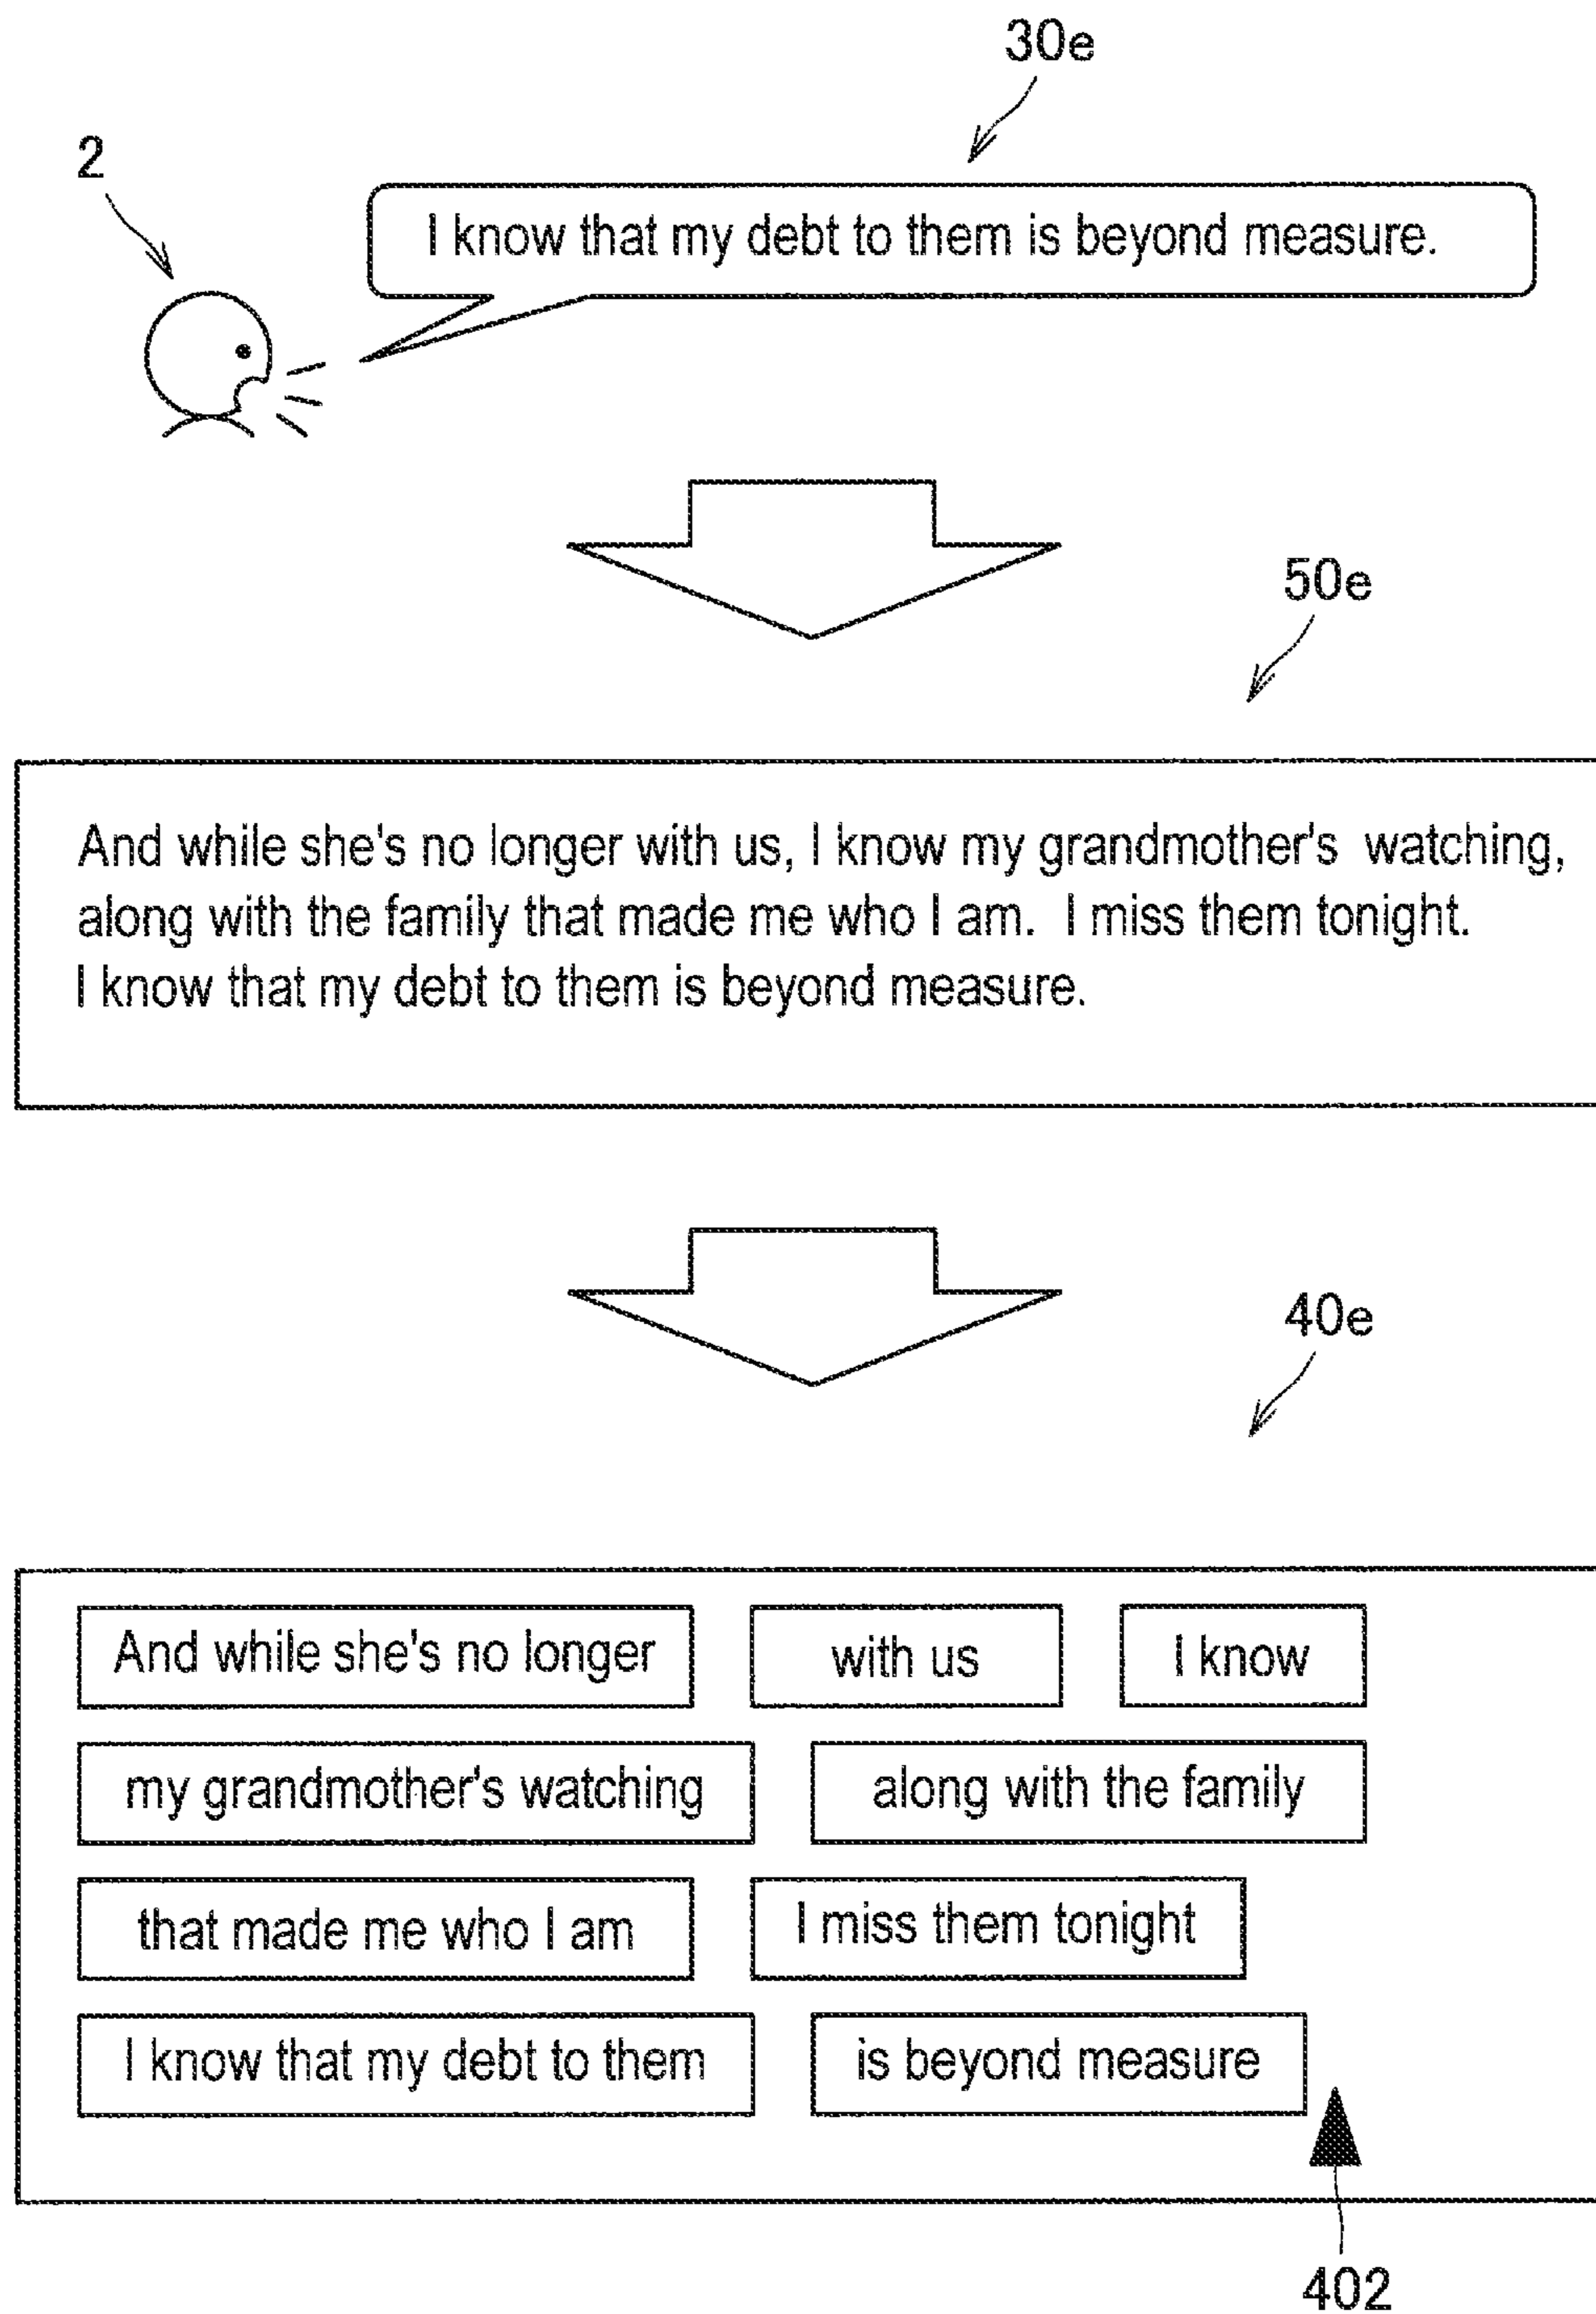 30e
2
I know that my debt to them is beyond measure.
50e
And while she's no longer with us, I know my grandmother's watching,
along with the family that made me who I am. I miss them tonight.
I know that my debt to them is beyond measure.
40e
And while she's no longer with us I know
my grandmother's watching along with the family
that made me who I am I miss them tonight
I know that my debt to them is beyond measure
402